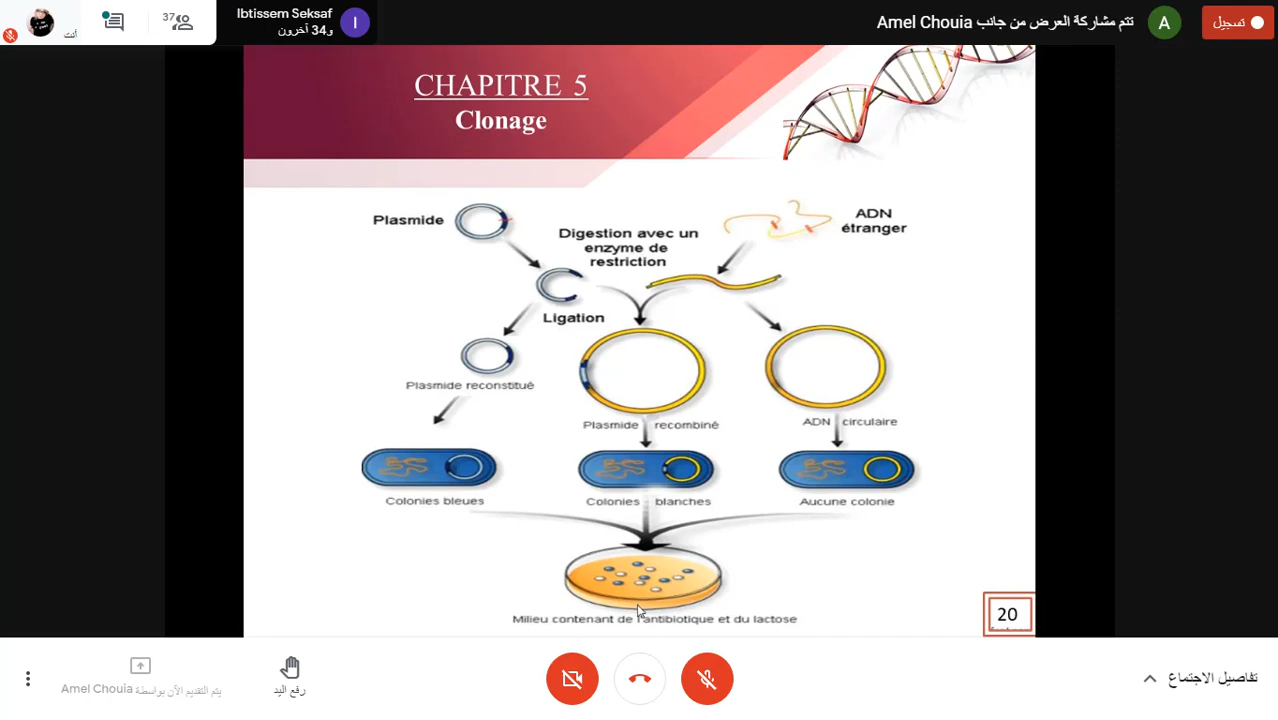 37
Ibtissem Seksaf
و34 آخرون
I
أنت
تتم مشاركة العرض من جانب Amel Chouia
A
تسجيل
CHAPITRE 5
Clonage
Plasmide
Digestion avec un
enzyme de
restriction
ADN
étranger
Ligation
Plasmide reconstitué
Plasmide recombiné
ADN circulaire
Colonies bleues
Colonies blanches
Aucune colonie
Milieu contenant de l'antibiotique et du lactose
20
يتم التقديم الآن بواسطة Amel Chouia
رفع اليد
تفاصيل الاجتماع